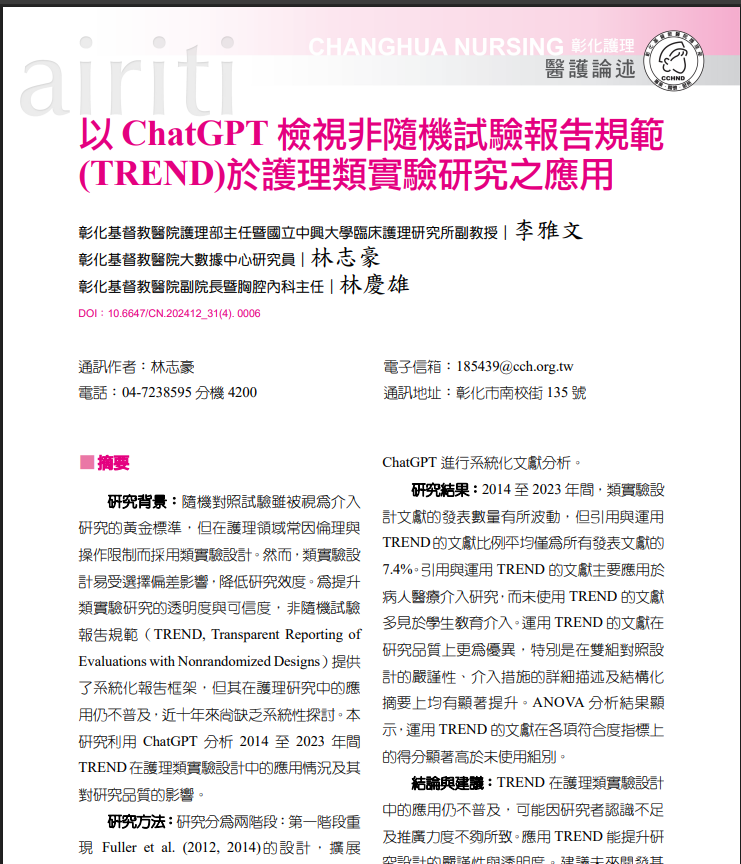 airiti
CHANGHUA NURSING 彰化護理
醫護論述
CCHND
以 ChatGPT 檢視非隨機試驗報告規範
(TREND)於護理類實驗研究之應用
彰化基督教醫院護理部主任暨國立中興大學臨床護理研究所副教授｜李雅文
彰化基督教醫院大數據中心研究員｜林志豪
彰化基督教醫院副院長暨胸腔內科主任｜林慶雄
DOI：10.6647/CN.202412_31(4). 0006
通訊作者：林志豪
電話：04-7238595 分機 4200
電子信箱：185439@cch.org.tw
通訊地址：彰化市南校街 135 號
■摘要
研究背景：隨機對照試驗雖被視為介入
研究的黃金標準，但在護理領域常因倫理與
操作限制而採用類實驗設計。然而，類實驗設
計易受選擇偏差影響，降低研究效度。為提升
類實驗研究的透明度與可信度，非隨機試驗
報告規範（TREND, Transparent Reporting of
Evaluations with Nonrandomized Designs）提供
了系統化報告框架，但其在護理研究中的應
用仍不普及，近十年來尚缺乏系統性探討。本
研究利用 ChatGPT 分析 2014 至 2023 年間
TREND 在護理類實驗設計中的應用情況及其
對研究品質的影響。
研究方法：研究分為兩階段：第一階段重
現 Fuller et al. (2012, 2014)的設計，擴展
ChatGPT 進行系統化文獻分析。
研究結果：2014 至 2023 年間，類實驗設
計文獻的發表數量有所波動，但引用與運用
TREND 的文獻比例平均僅為所有發表文獻的
7.4%。引用與運用 TREND 的文獻主要應用於
病人醫療介入研究，而未使用 TREND 的文獻
多見於學生教育介入。運用 TREND 的文獻在
研究品質上更為優異，特別是在雙組對照設
計的嚴謹性、介入措施的詳細描述及結構化
摘要上均有顯著提升。ANOVA 分析結果顯
示，運用 TREND 的文獻在各項符合度指標上
的得分顯著高於未使用組別。
結論與建議：TREND 在護理類實驗設計
中的應用仍不普及，可能因研究者認識不足
及推廣力度不夠所致。應用 TREND 能提升研
究設計的嚴謹性與透明度。建議未來開發基